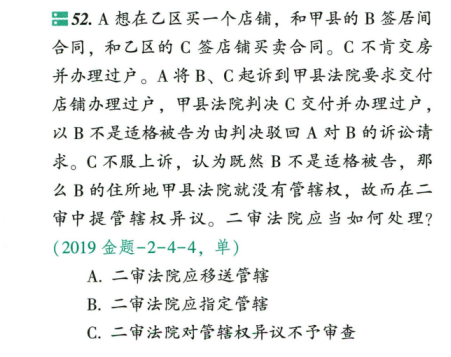 52. A 想在乙区买一个店铺，和甲县的 B 签居间
合同，和乙区的 C 签店铺买卖合同。C 不肯交房
并办理过户。A 将 B、C 起诉到甲县法院要求交付
店铺办理过户，甲县法院判决 C 交付并办理过户，
以 B 不是适格被告为由判决驳回 A 对 B 的诉讼请
求。C 不服上诉，认为既然 B 不是适格被告，那
么 B 的住所地甲县法院就没有管辖权，故而在二
审中提管辖权异议。二审法院应当如何处理？
(2019 金题-2-4-4，单)
A. 二审法院应移送管辖
B. 二审法院应指定管辖
C. 二审法院对管辖权异议不予审查